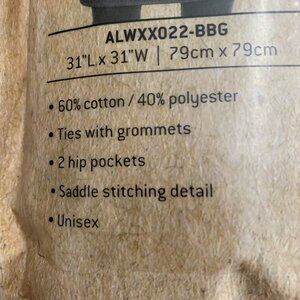 ALWXX022-BBG
31"L x 31"W | 79cm x 79cm
• 60% cotton / 40% polyester
• Ties with grommets
• 2 hip pockets
• Saddle stitching detail
• Unisex